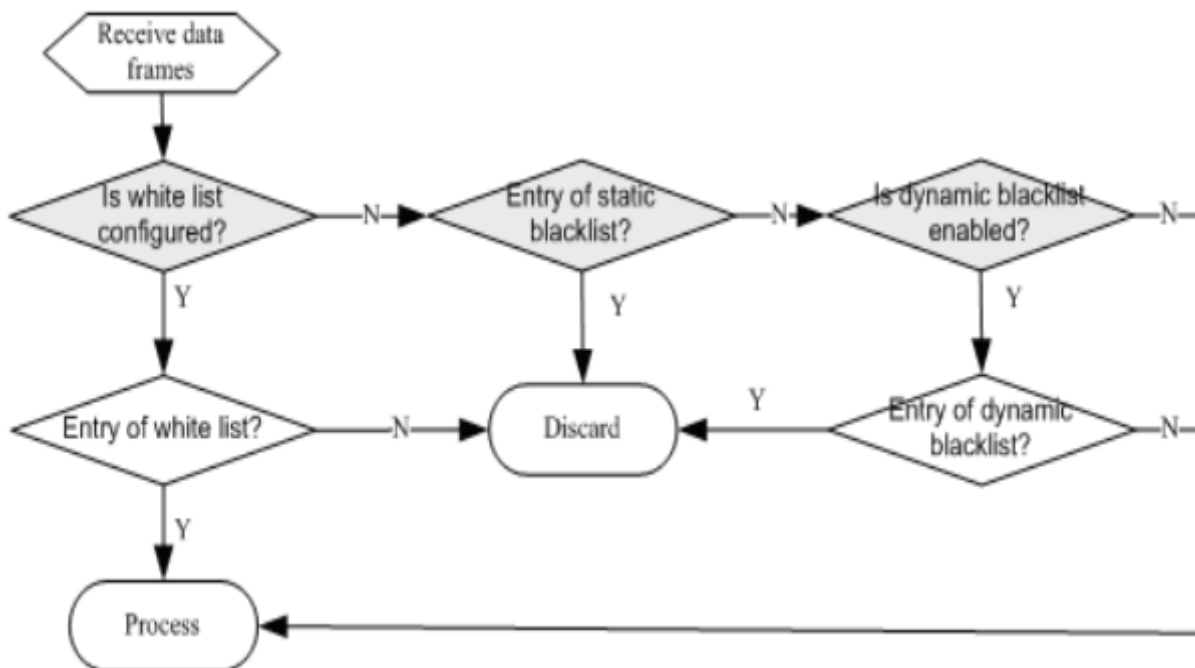 Receive data
frames
Is white list
configured?
N
Entry of static
blacklist?
N
Is dynamic blacklist
enabled?
N
Y
Y
Y
Entry of white list?
N
Discard
Y
Entry of dynamic
blacklist?
N
Y
Process